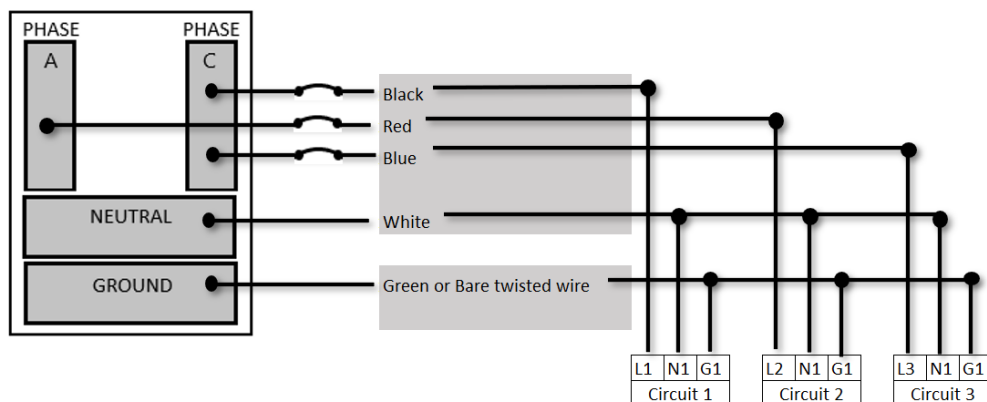 PHASE PHASE
A C
Black
Red
Blue
NEUTRAL
White
GROUND
Green or Bare twisted wire
L1 N1 G1 L2 N1 G1 L3 N1 G1
Circuit 1 Circuit 2 Circuit 3